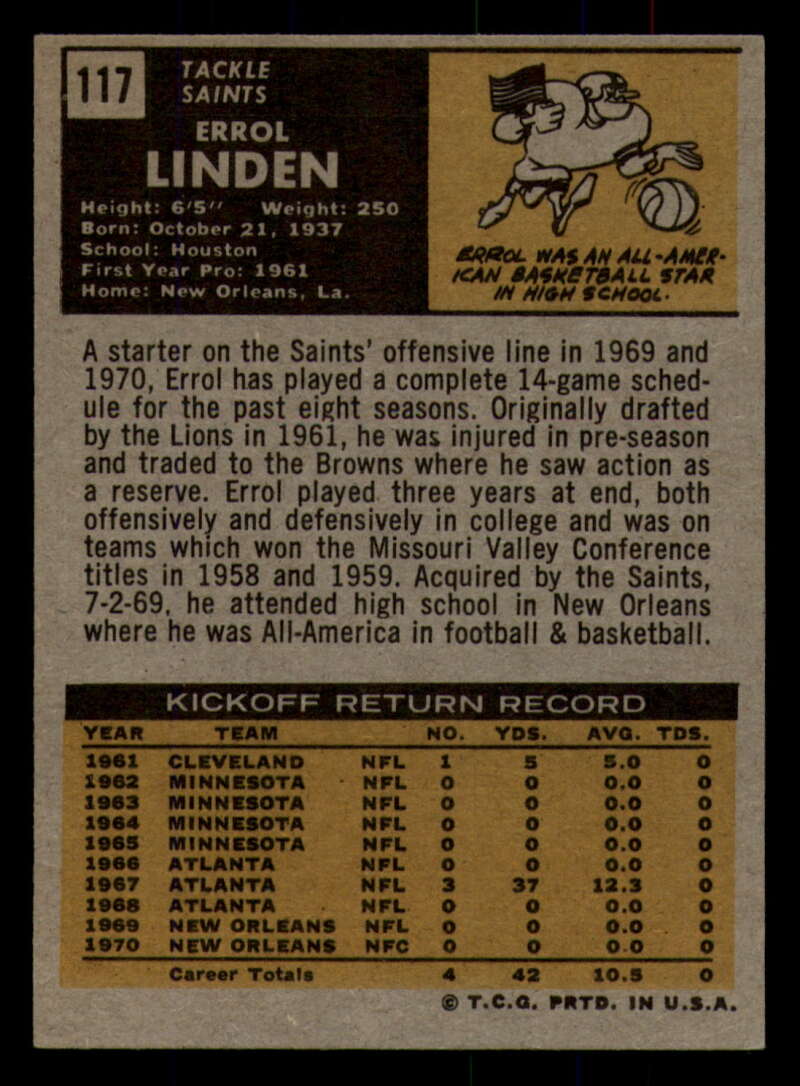 117
TACKLE
SAINTS
ERROL
LINDEN
Height: 6'5" Weight: 250
Born: October 21, 1937
School: Houston
First Year Pro: 1961
Home: New Orleans, La.
ERROL WAS AN ALL-AMER-
ICAN BASKETBALL STAR
IN HIGH SCHOOL.
A starter on the Saints' offensive line in 1969 and
1970, Errol has played a complete 14-game sched-
ule for the past eight seasons. Originally drafted
by the Lions in 1961, he was injured in pre-season
and traded to the Browns where he saw action as
a reserve. Errol played three years at end, both
offensively and defensively in college and was on
teams which won the Missouri Valley Conference
titles in 1958 and 1959. Acquired by the Saints,
7-2-69, he attended high school in New Orleans
where he was All-America in football & basketball.
KICKOFF RETURN RECORD
YEAR TEAM NO. YDS. AVG. TDS.
1961 CLEVELAND NFL 1 5 5.0 0
1962 MINNESOTA NFL 0 0 0.0 0
1963 MINNESOTA NFL 0 0 0.0 0
1964 MINNESOTA NFL 0 0 0.0 0
1965 MINNESOTA NFL 0 0 0.0 0
1966 ATLANTA NFL 0 0 0.0 0
1967 ATLANTA NFL 3 37 12.3 0
1968 ATLANTA NFL 0 0 0.0 0
1969 NEW ORLEANS NFL 0 0 0.0 0
1970 NEW ORLEANS NFC 0 0 0.0 0
Career Totals 4 42 10.5 0
© T.C.G. PRTD. IN U.S.A.